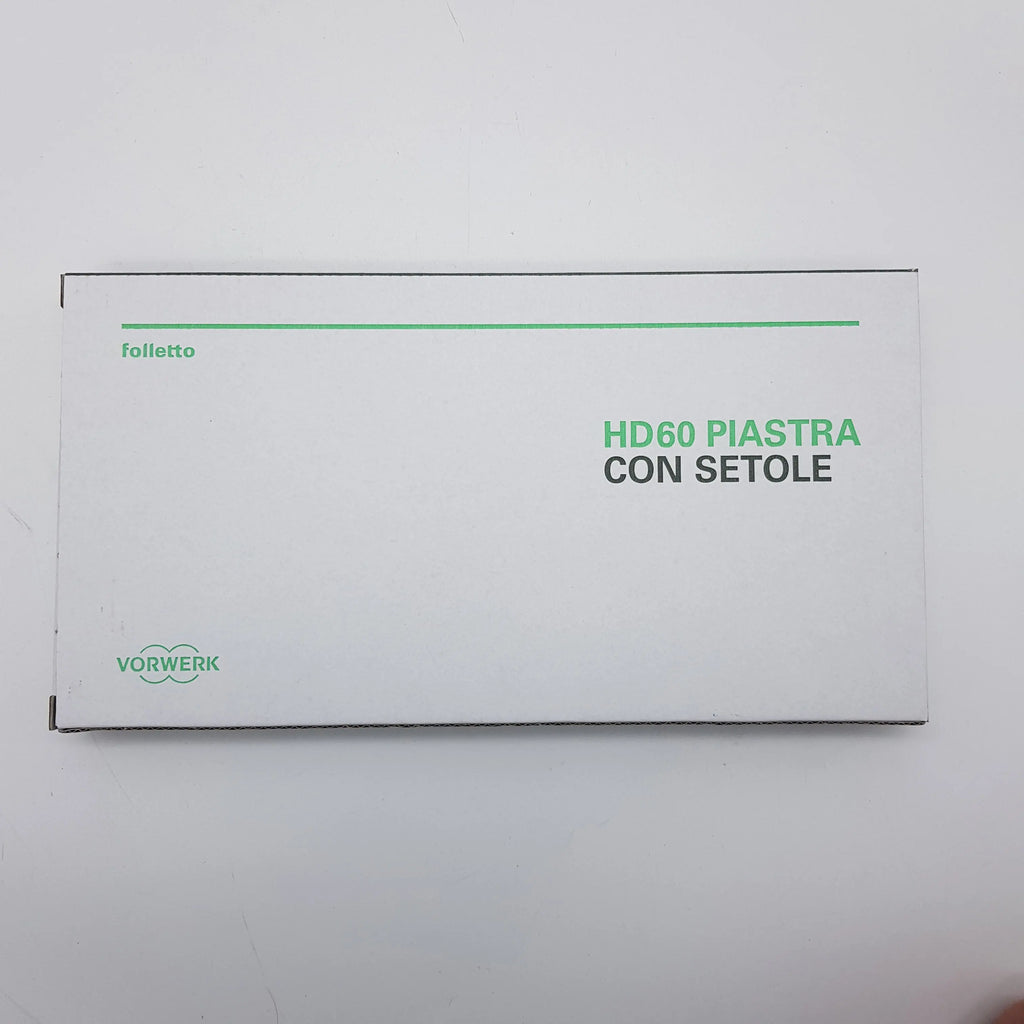 folletto
HD60 PIASTRA
CON SETOLE
VORWERK